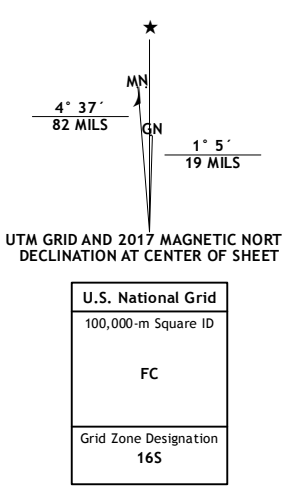 MN
4° 37´
82 MILS
GN
1° 5´
19 MILS
UTM GRID AND 2017 MAGNETIC NORT
DECLINATION AT CENTER OF SHEET
U.S. National Grid
100,000-m Square ID
FC
Grid Zone Designation
16S